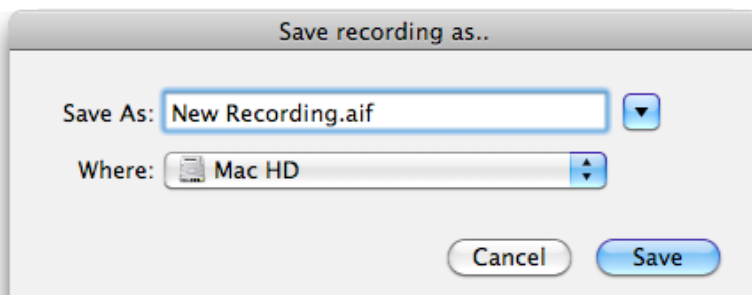 Save recording as..
Save As: New Recording.aif
Where: Mac HD
Cancel Save